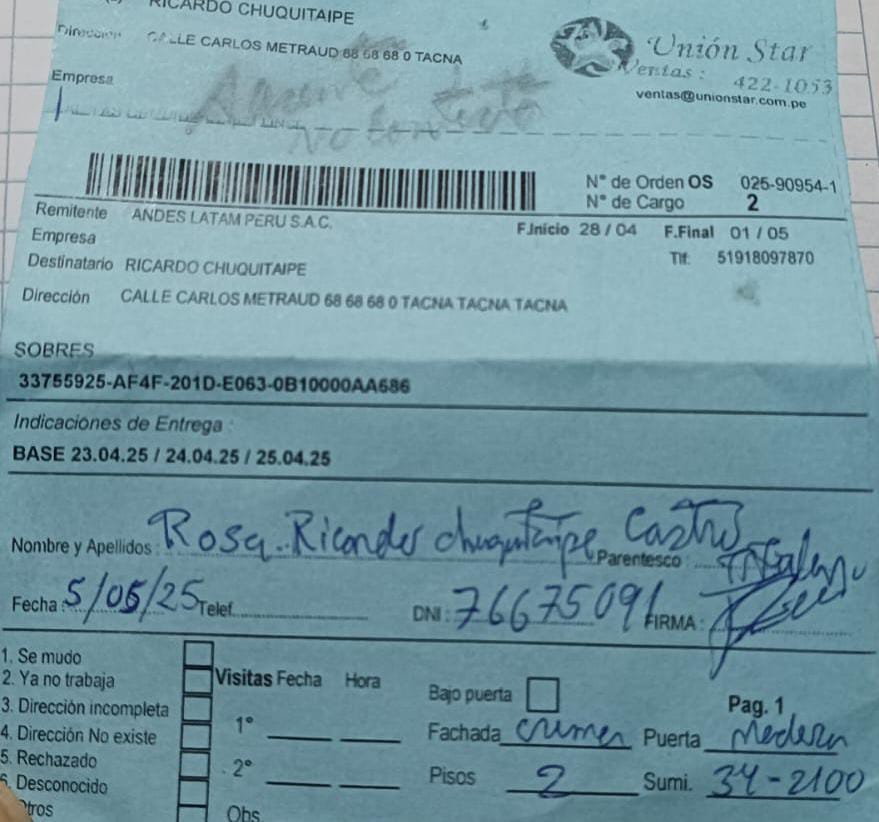 RICARDO CHUQUITAIPE
Dirección CALLE CARLOS METRAUD 68 68 68 0 TACNA
Unión Star
Ventas : 422-1053
ventas@unionstar.com.pe
Empresa
N° de Orden OS 025-90954-1
N° de Cargo 2
Remitente ANDES LATAM PERU S.A.C.
F.Inicio 28 / 04 F.Final 01 / 05
Empresa
Tlf: 51918097870
Destinatario RICARDO CHUQUITAIPE
Dirección CALLE CARLOS METRAUD 68 68 68 0 TACNA TACNA TACNA
SOBRES
33755925-AF4F-201D-E063-0B10000AA686
Indicaciones de Entrega :
BASE 23.04.25 / 24.04.25 / 25.04.25
Nombre y Apellidos : Rosa Chuquitaipe Castro Parentesco :
Fecha : 5/05/25 Telef. DNI : 76675091 FIRMA :
1. Se mudo
2. Ya no trabaja
3. Dirección incompleta
4. Dirección No existe
5. Rechazado
6. Desconocido
Otros
Visitas Fecha Hora
1°
2°
Obs
Bajo puerta
Pag. 1
Fachada Puerta
Pisos 2 Sumi. 34-2100